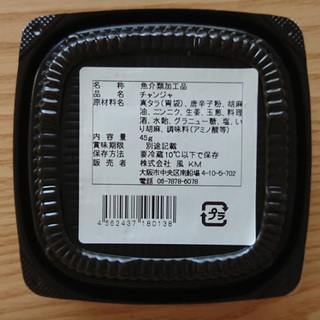 名　称　魚介類加工品
品　名　チャンジャ
原材料名　真タラ(胃袋)、唐辛子粉、胡麻
油、ニンニク、生姜、玉葱、料理
酒、水飴、グラニュー糖、塩、い
り胡麻、調味料(アミノ酸等)
内容量　45g
賞味期限　別途記載
保存方法　要冷蔵10℃以下で保存
販売者　株式会社 風 KM
大阪市中央区南船場4-10-6-702
電話 06-7878-6078
4 562437 180138
プラ